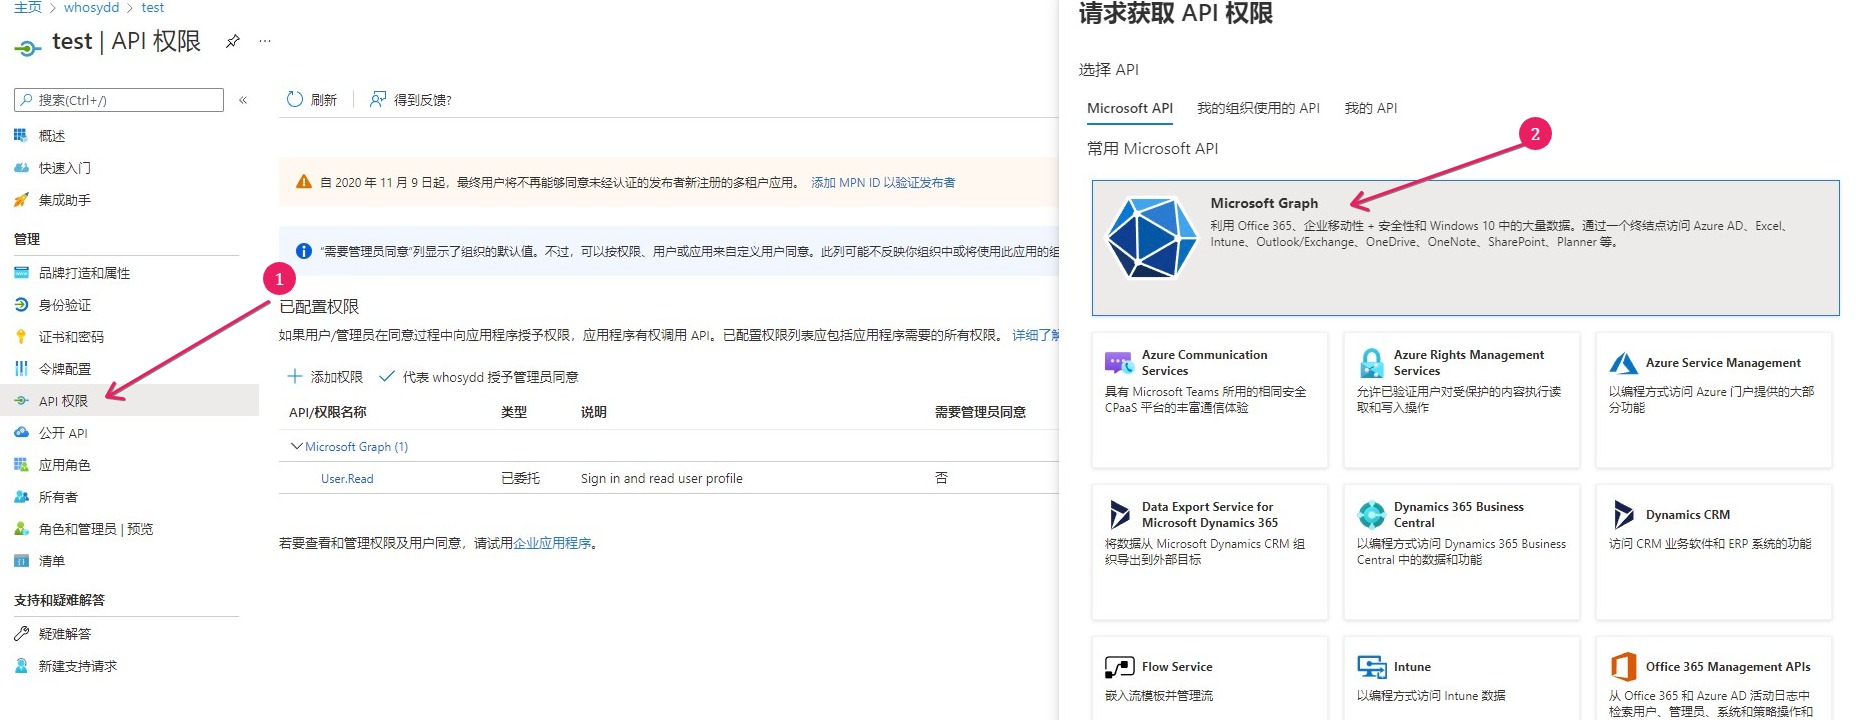 主页 > whosydd > test
test | API 权限
搜索(Ctrl+/)
概述
快速入门
集成助手
管理
品牌打造和属性
身份验证
证书和密码
令牌配置
API 权限
公开 API
应用角色
所有者
角色和管理员 | 预览
清单
支持和疑难解答
疑难解答
新建支持请求
1
刷新
得到反馈?
自 2020 年 11 月 9 日起，最终用户将不再能够同意未经认证的发布者新注册的多租户应用。 添加 MPN ID 以验证发布者
“需要管理员同意”列显示了组织的默认值。不过，可以按权限、用户或应用来自定义用户同意。此列可能不反映你组织中或将使用此应用的组
已配置权限
如果用户/管理员在同意过程中向应用程序授予权限，应用程序有权调用 API。已配置权限列表应包括应用程序需要的所有权限。 详细了解
添加权限 代表 whosydd 授予管理员同意
API/权限名称 类型 说明 需要管理员同意
Microsoft Graph (1)
User.Read 已委托 Sign in and read user profile 否
若要查看和管理权限及用户同意，请试用企业应用程序。
请求获取 API 权限
选择 API
Microsoft API 我的组织使用的 API 我的 API
常用 Microsoft API
2
Microsoft Graph
利用 Office 365、企业移动性 + 安全性和 Windows 10 中的大量数据。通过一个终结点访问 Azure AD、Excel、
Intune、Outlook/Exchange、OneDrive、OneNote、SharePoint、Planner 等。
Azure Communication
Services
具有 Microsoft Teams 所用的相同安全
CPaaS 平台的丰富通信体验
Azure Rights Management
Services
允许已验证用户对受保护的内容执行读
取和写入操作
Azure Service Management
以编程方式访问 Azure 门户提供的大部
分功能
Data Export Service for
Microsoft Dynamics 365
将数据从 Microsoft Dynamics CRM 组
织导出到外部目标
Dynamics 365 Business
Central
以编程方式访问 Dynamics 365 Business
Central 中的数据和功能
Dynamics CRM
访问 CRM 业务软件和 ERP 系统的功能
Flow Service
嵌入流模板并管理流
Intune
以编程方式访问 Intune 数据
Office 365 Management APIs
从 Office 365 和 Azure AD 活动日志中
检索用户、管理员、系统和策略操作和